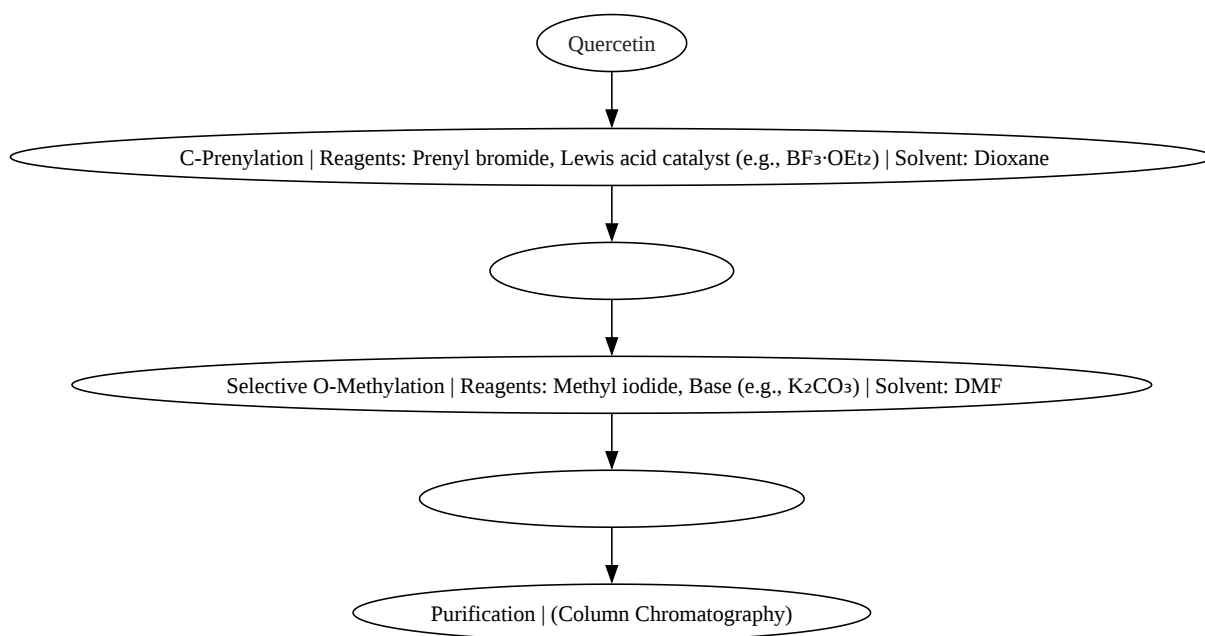 Quercetin
C-Prenylation | Reagents: Prenyl bromide, Lewis acid catalyst (e.g., BF₃·OEt₂) | Solvent: Dioxane
Selective O-Methylation | Reagents: Methyl iodide, Base (e.g., K₂CO₃) | Solvent: DMF
Purification | (Column Chromatography)